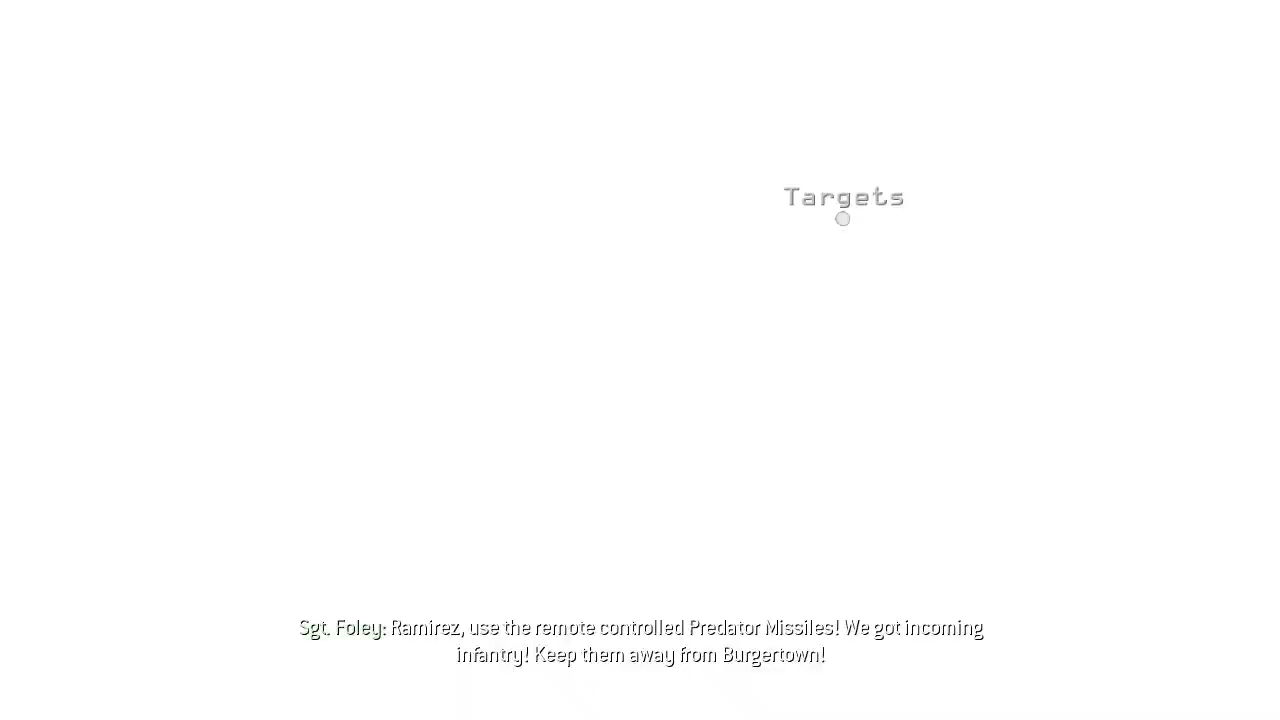 Targets
Sgt. Foley: Ramirez, use the remote controlled Predator Missiles! We got incoming
infantry! Keep them away from Burgertown!